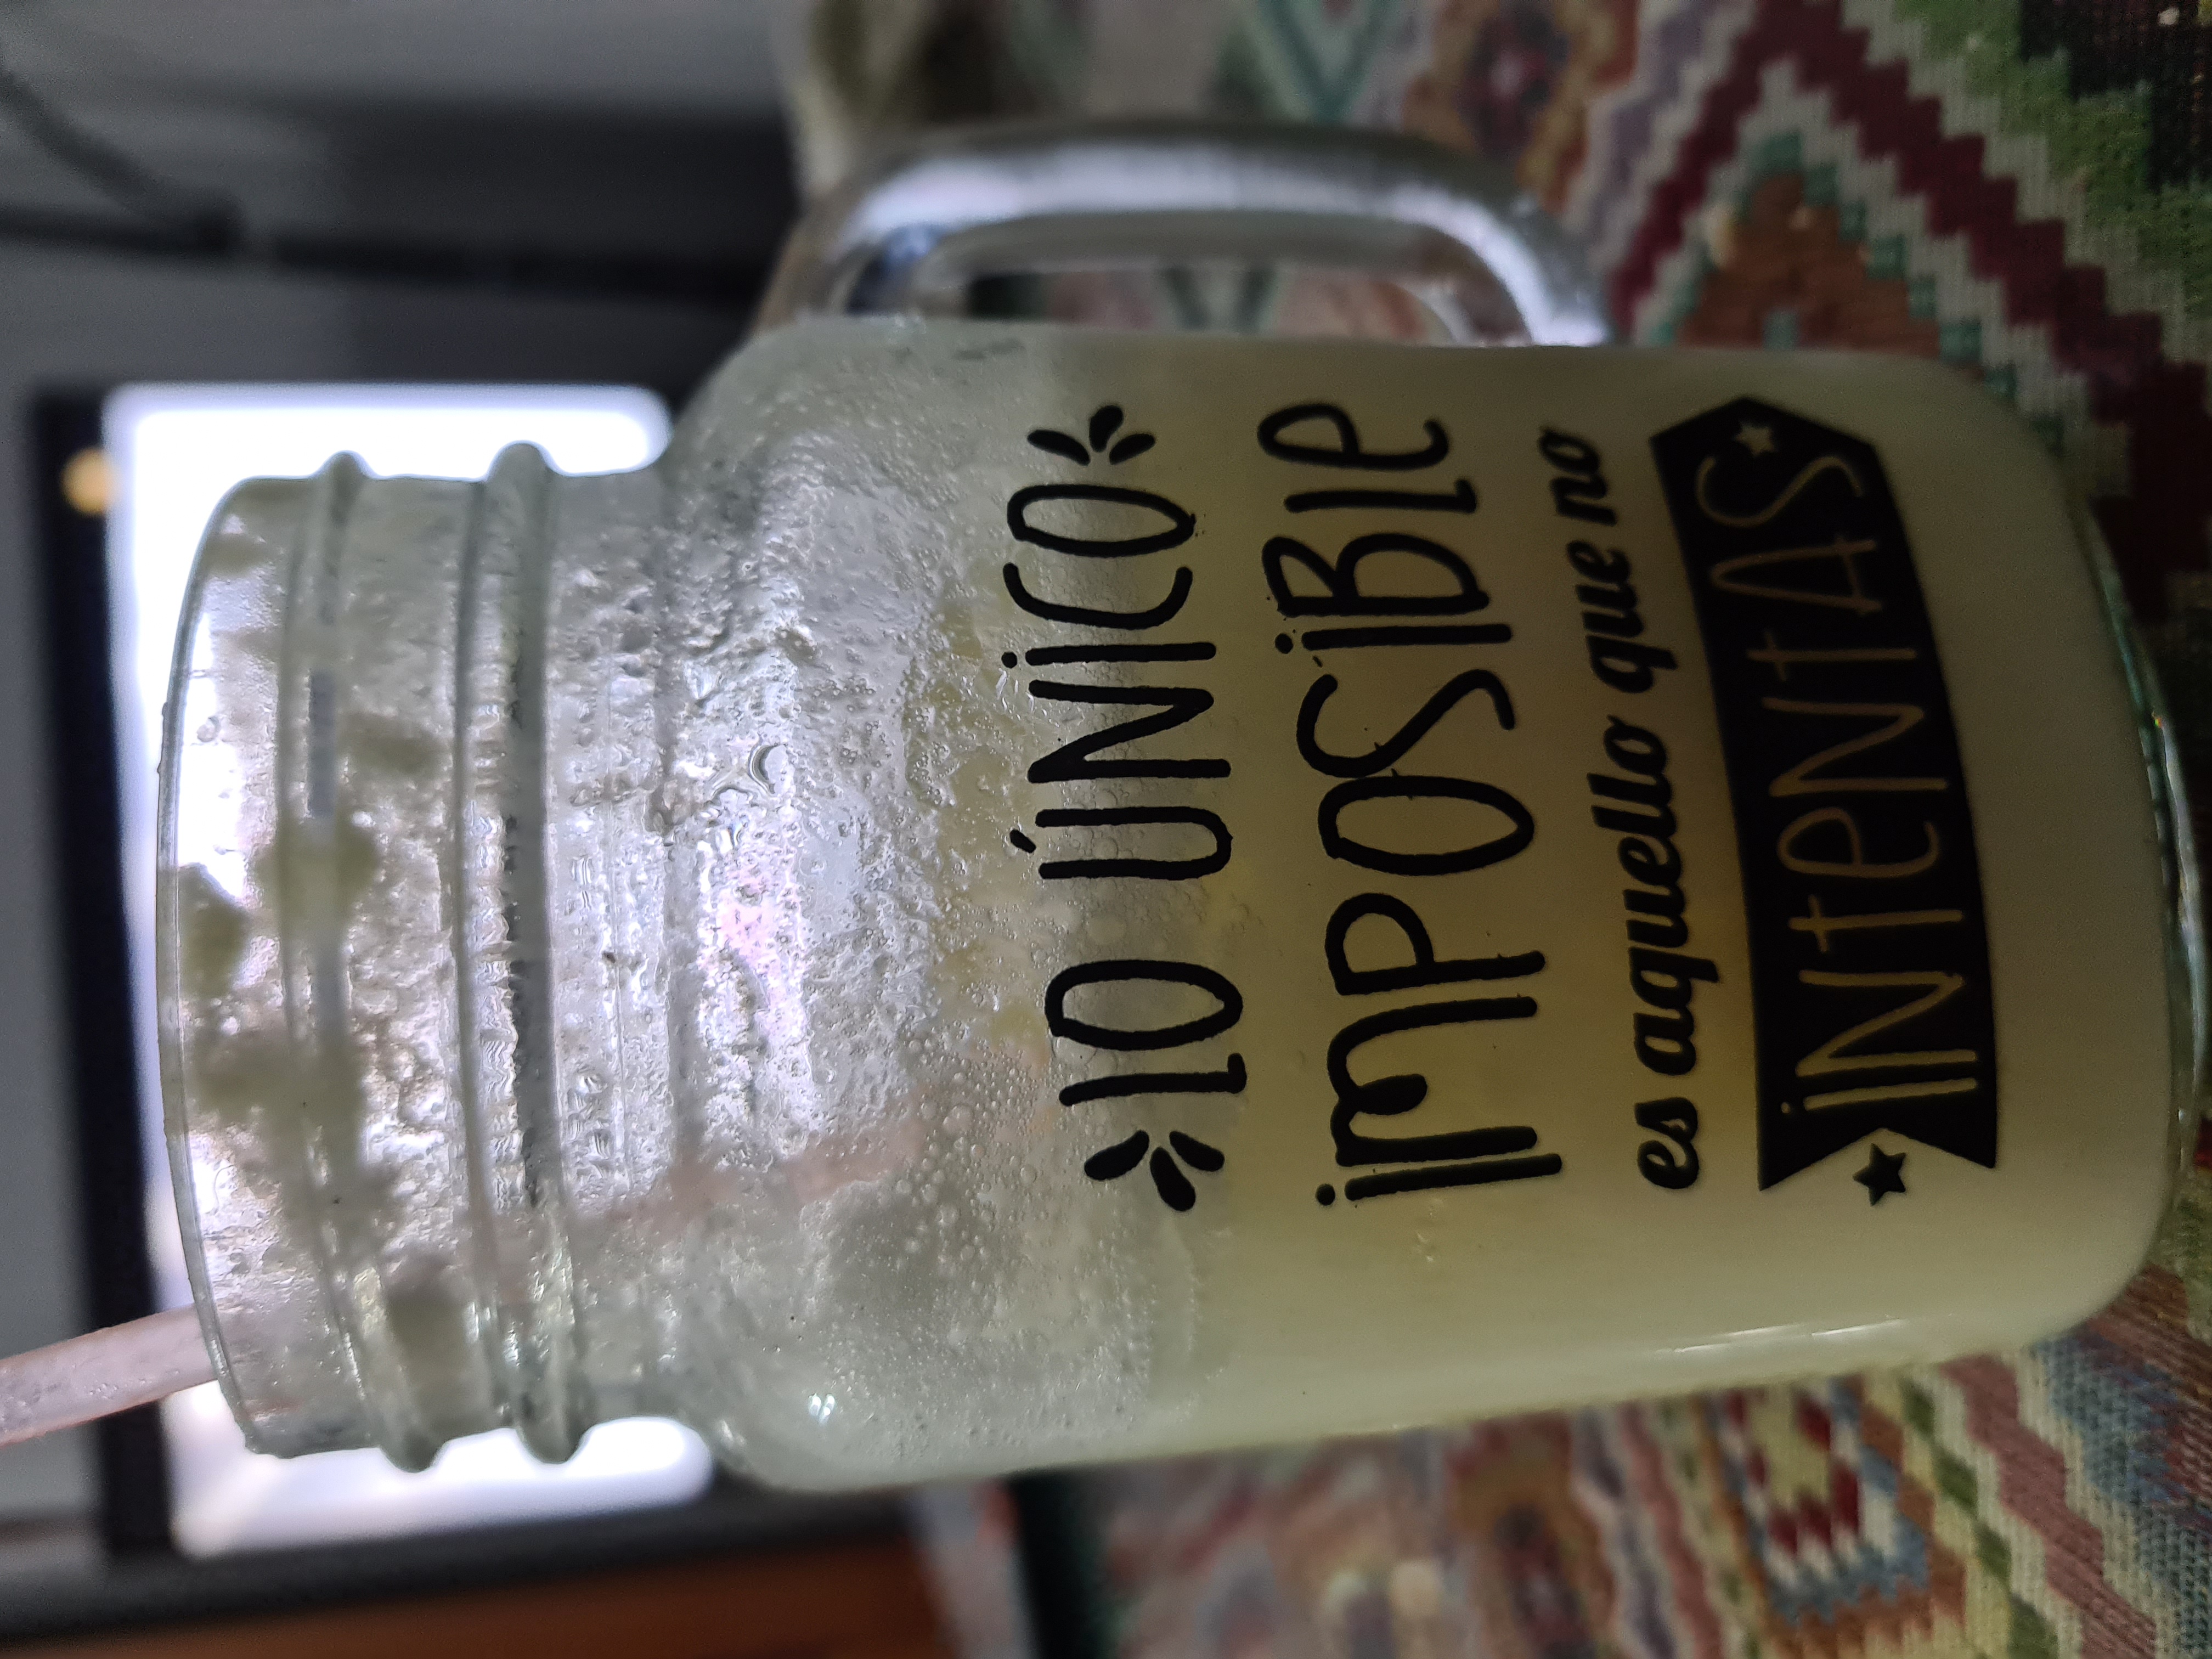 lo ÚNiCO
iMPOSiBle
es aquello que no
iNteNtAS